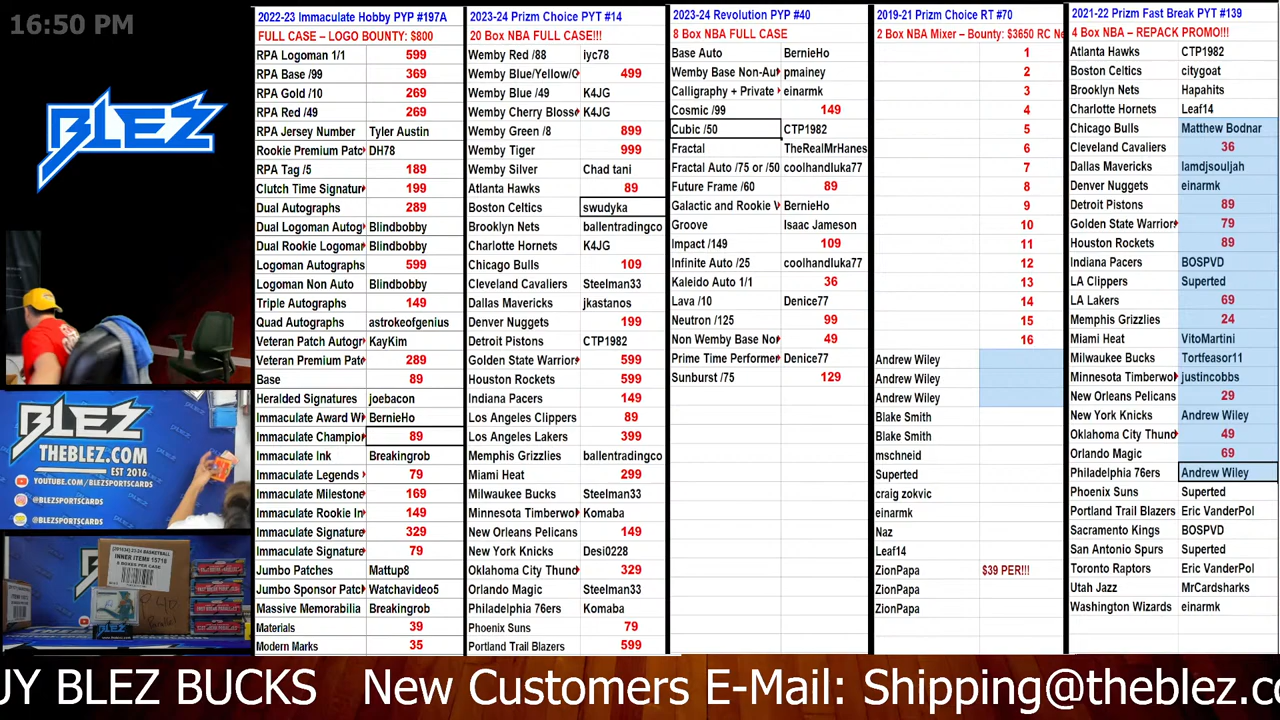 16:50 PM
BLEZ
BLEZ
THEBLEZ.COM
EST 2016
YOUTUBE.COM/BLEZSPORTSCARDS
@BLEZSPORTSCARDS
@BLEZSPORTSCARDS
INNER ITEMS 15718
BLEZ
2022-23 Immaculate Hobby PYP #197A
FULL CASE – LOGO BOUNTY: $800
RPA Logoman 1/1 599
RPA Base /99 369
RPA Gold /10 269
RPA Red /49 269
RPA Jersey Number Tyler Austin
Rookie Premium Patc DH78
RPA Tag /5 189
Clutch Time Signatur 199
Dual Autographs 289
Dual Logoman Autog Blindbobby
Dual Rookie Logomar Blindbobby
Logoman Autographs 599
Logoman Non Auto Blindbobby
Triple Autographs 149
Quad Autographs astrokeofgenius
Veteran Patch Autogr KayKim
Veteran Premium Pat 289
Base 89
Heralded Signatures joebacon
Immaculate Award Wi BernieHo
Immaculate Champio 89
Immaculate Ink Breakingrob
Immaculate Legends 79
Immaculate Milestone 169
Immaculate Rookie In 149
Immaculate Signature 329
Immaculate Signature 79
Jumbo Patches Mattup8
Jumbo Sponsor Patc Watchavideo5
Massive Memorabilia Breakingrob
Materials 39
Modern Marks 35
2023-24 Prizm Choice PYT #14
20 Box NBA FULL CASE!!!
Wemby Red /88 iyc78
Wemby Blue/Yellow/G 499
Wemby Blue /49 K4JG
Wemby Cherry Blosso K4JG
Wemby Green /8 899
Wemby Tiger 999
Wemby Silver Chad tani
Atlanta Hawks 89
Boston Celtics swudyka
Brooklyn Nets ballentradingco
Charlotte Hornets K4JG
Chicago Bulls 109
Cleveland Cavaliers Steelman33
Dallas Mavericks jkastanos
Denver Nuggets 199
Detroit Pistons CTP1982
Golden State Warrior 599
Houston Rockets 599
Indiana Pacers 149
Los Angeles Clippers 89
Los Angeles Lakers 399
Memphis Grizzlies ballentradingco
Miami Heat 299
Milwaukee Bucks Steelman33
Minnesota Timberwol Komaba
New Orleans Pelicans 149
New York Knicks Desi0228
Oklahoma City Thund 329
Orlando Magic Steelman33
Philadelphia 76ers Komaba
Phoenix Suns 79
Portland Trail Blazers 599
2023-24 Revolution PYP #40
8 Box NBA FULL CASE
Base Auto BernieHo
Wemby Base Non-Aut pmainey
Calligraphy + Private einarmk
Cosmic /99 149
Cubic /50 CTP1982
Fractal TheRealMrHanes
Fractal Auto /75 or /50 coolhandluka77
Future Frame /60 89
Galactic and Rookie V BernieHo
Groove Isaac Jameson
Impact /149 109
Infinite Auto /25 coolhandluka77
Kaleido Auto 1/1 36
Lava /10 Denice77
Neutron /125 99
Non Wemby Base Nor 49
Prime Time Performer Denice77
Sunburst /75 129
2019-21 Prizm Choice RT #70
2 Box NBA Mixer – Bounty: $3650 RC Ne
1
2
3
4
5
6
7
8
9
10
11
12
13
14
15
16
Andrew Wiley
Andrew Wiley
Andrew Wiley
Blake Smith
Blake Smith
mschneid
Superted
craig zokvic
einarmk
Naz
Leaf14
ZionPapa $39 PER!!!
ZionPapa
ZionPapa
2021-22 Prizm Fast Break PYT #139
4 Box NBA – REPACK PROMO!!!
Atlanta Hawks CTP1982
Boston Celtics citygoat
Brooklyn Nets Hapahits
Charlotte Hornets Leaf14
Chicago Bulls Matthew Bodnar
Cleveland Cavaliers 36
Dallas Mavericks Iamdjsouljah
Denver Nuggets einarmk
Detroit Pistons 89
Golden State Warrior 79
Houston Rockets 89
Indiana Pacers BOSPVD
LA Clippers Superted
LA Lakers 69
Memphis Grizzlies 24
Miami Heat VitoMartini
Milwaukee Bucks Tortfeasor11
Minnesota Timberwo justincobbs
New Orleans Pelicans 29
New York Knicks Andrew Wiley
Oklahoma City Thund 49
Orlando Magic 69
Philadelphia 76ers Andrew Wiley
Phoenix Suns Superted
Portland Trail Blazers Eric VanderPol
Sacramento Kings BOSPVD
San Antonio Spurs Superted
Toronto Raptors Eric VanderPol
Utah Jazz MrCardsharks
Washington Wizards einarmk
UY BLEZ BUCKS New Customers E-Mail: Shipping@theblez.co